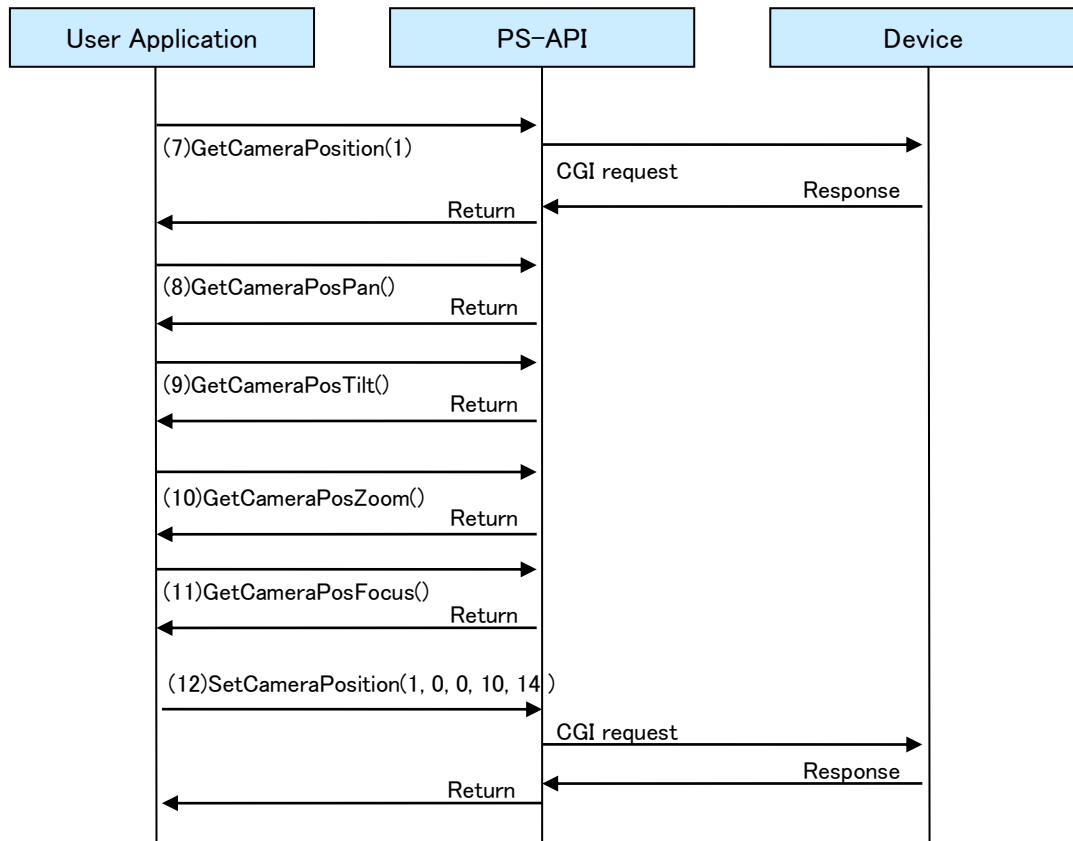 User Application
PS-API
Device
(7)GetCameraPosition(1)
CGI request
Response
Return
(8)GetCameraPosPan()
Return
(9)GetCameraPosTilt()
Return
(10)GetCameraPosZoom()
Return
(11)GetCameraPosFocus()
Return
(12)SetCameraPosition(1, 0, 0, 10, 14 )
CGI request
Response
Return